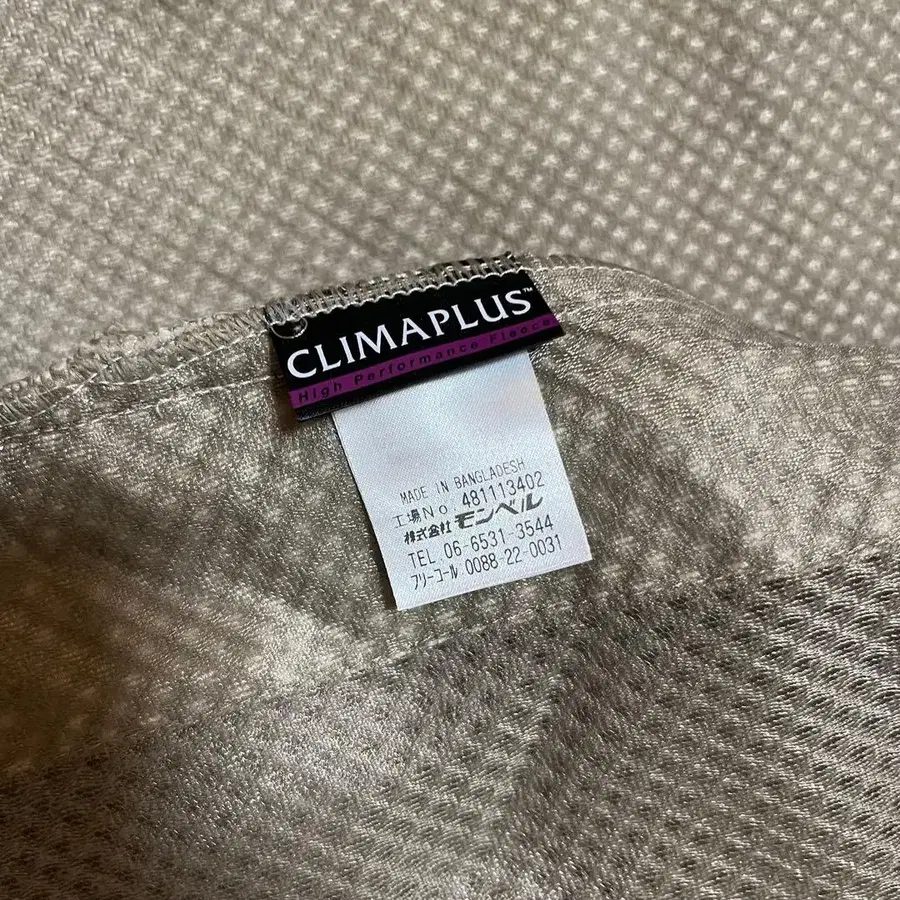 CLIMAPLUS™
High Performance Fleece
MADE IN BANGLADESH
工場No 481113402
株式会社 モンベル
TEL. 06-6531-3544
フリーコール 0088-22-0031